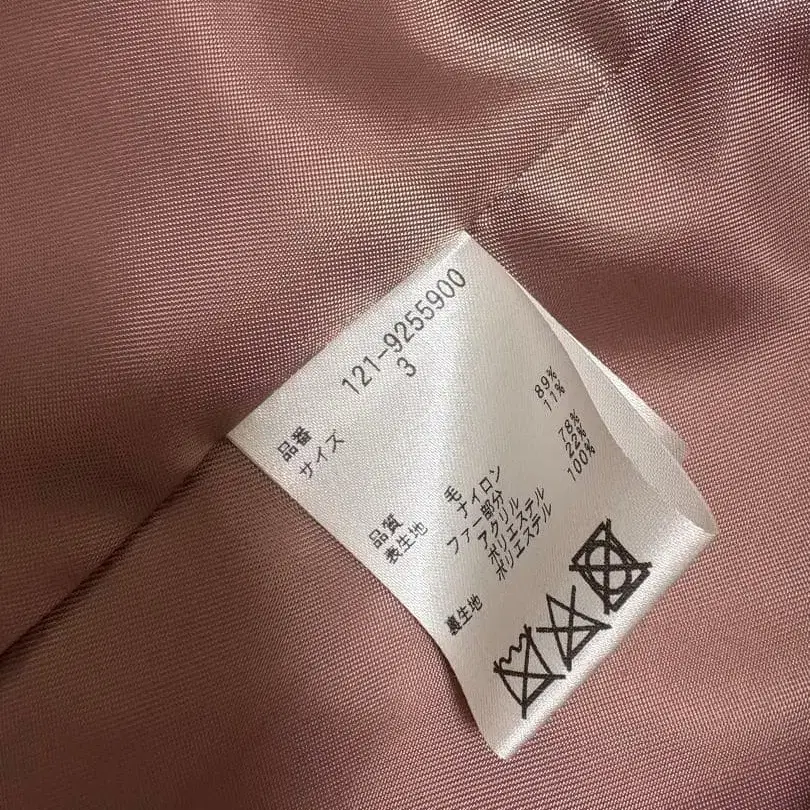 品番 121-9255900
サイズ 3
品質
表生地 毛 89%
ナイロン 11%
ファー部分
アクリル 78%
ポリエステル 22%
裏生地 ポリエステル 100%